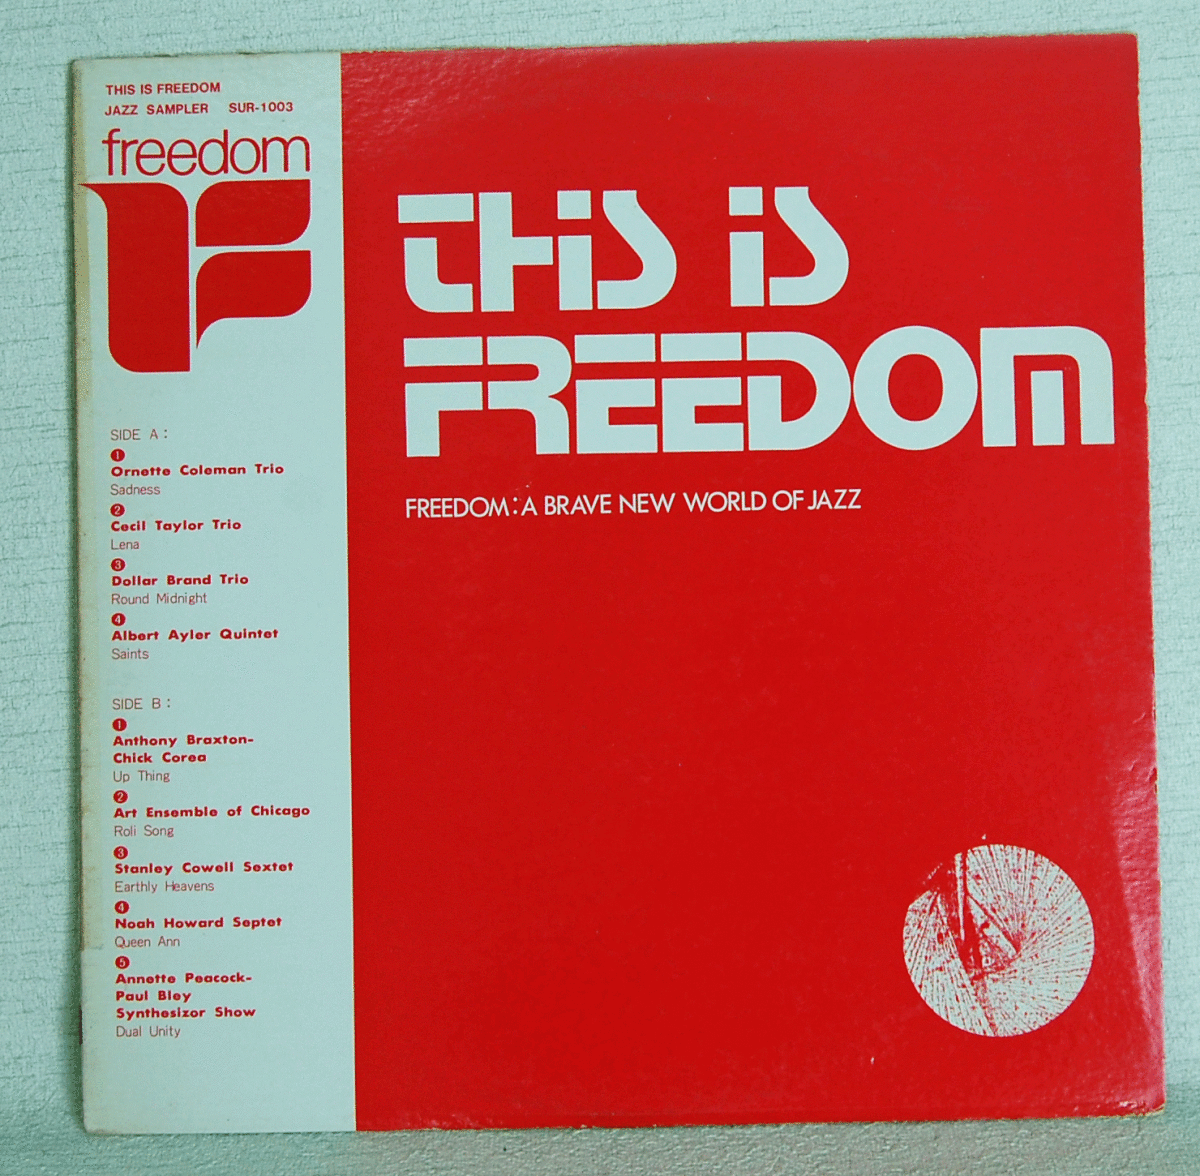 THIS IS FREEDOM
JAZZ SAMPLER SUR-1003
freedom
THIS IS
FREEDOM
FREEDOM:A BRAVE NEW WORLD OF JAZZ
SIDE A:
1
Ornette Coleman Trio
Sadness
2
Cecil Taylor Trio
Lena
3
Dollar Brand Trio
Round Midnight
4
Albert Ayler Quintet
Saints
SIDE B:
1
Anthony Braxton-
Chick Corea
Up Thing
2
Art Ensemble of Chicago
Roli Song
3
Stanley Cowell Sextet
Earthly Heavens
4
Noah Howard Septet
Queen Ann
5
Annette Peacock-
Paul Bley
Synthesizor Show
Dual Unity